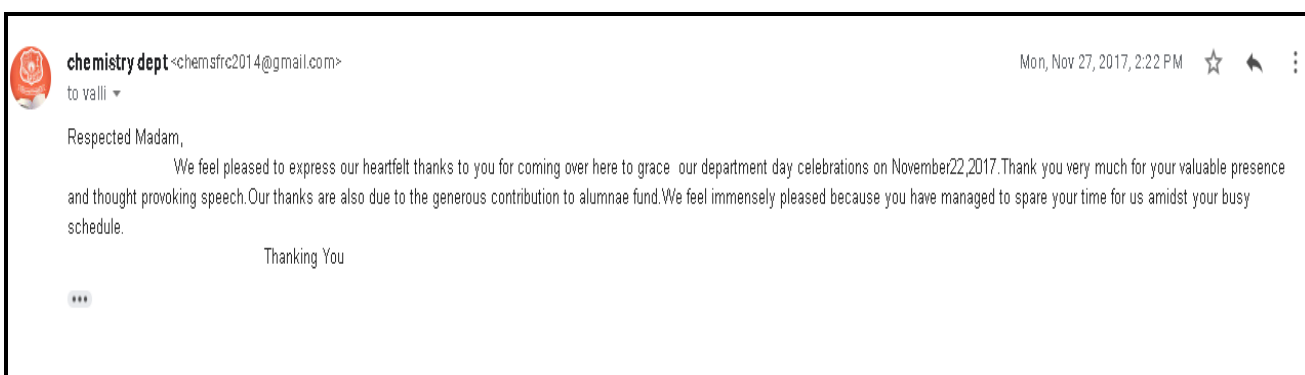 chemistry dept <chemsfrc2014@gmail.com>
Mon, Nov 27, 2017, 2:22 PM
to valli
Respected Madam,
We feel pleased to express our heartfelt thanks to you for coming over here to grace our department day celebrations on November22,2017.Thank you very much for your valuable presence
and thought provoking speech.Our thanks are also due to the generous contribution to alumnae fund.We feel immensely pleased because you have managed to spare your time for us amidst your busy
schedule.
Thanking You